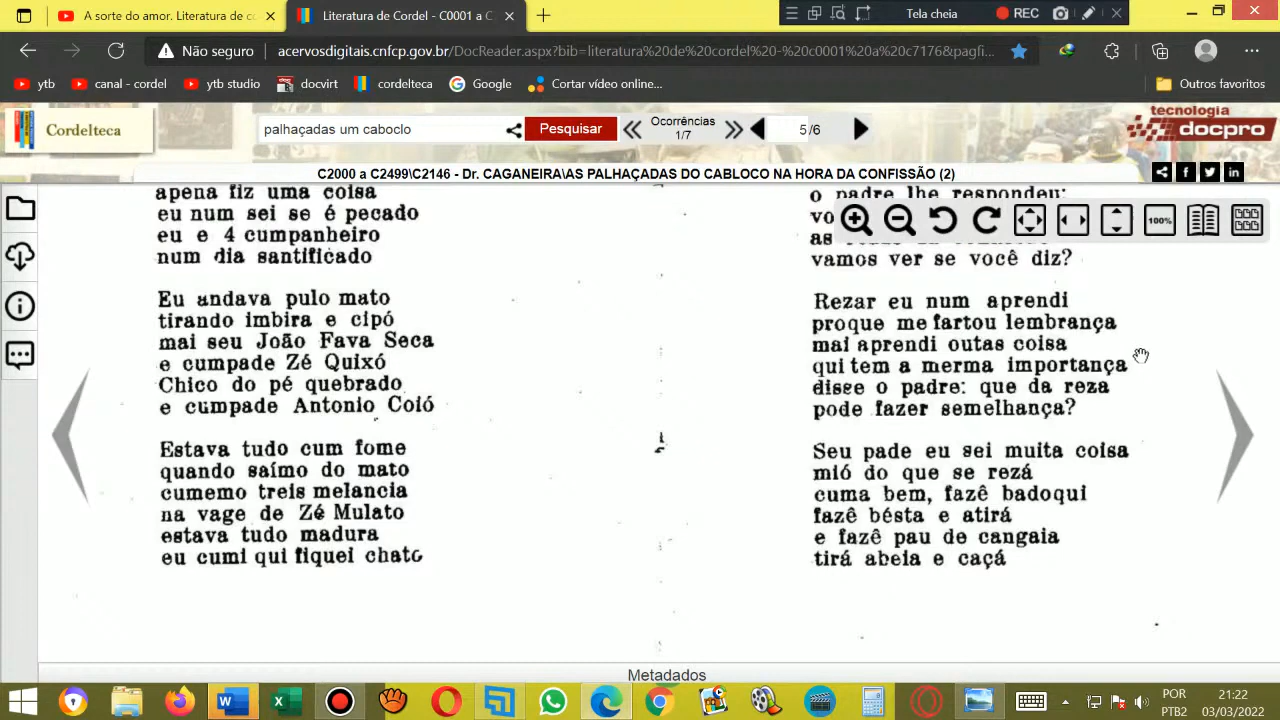 A sorte do amor. Literatura de co
Literatura de Cordel - C0001 a C
Tela cheia
REC
Não seguro
acervosdigitais.cnfcp.gov.br/DocReader.aspx?bib=literatura%20de%20cordel%20-%20c0001%20a%20c7176&pagfi...
ytb
canal - cordel
ytb studio
docvirt
cordelteca
Google
Cortar vídeo online...
Outros favoritos
Cordelteca
palhaçadas um caboclo
Pesquisar
Ocorrências
1/7
5/6
tecnologia
docpro
C2000 a C2499\C2146 - Dr. CAGANEIRA\AS PALHAÇADAS DO CABLOCO NA HORA DA CONFISSÃO (2)
100%
apena fiz uma coisa
eu num sei se é pecado
eu e 4 cumpanheiro
num dia santificado
Eu andava pulo mato
tirando imbira e cipó
mai seu João Fava Seca
e cumpade Zé Quixó
Chico do pé quebrado
e cumpade Antonio Coió
Estava tudo cum fome
quando saímo do mato
cumemo treis melancia
na vage de Zé Mulato
estava tudo madura
eu cumi qui fiquei chato
o padre lhe respondeu:
vo
as
vamos ver se você diz?
Rezar eu num aprendi
proque me fartou lembrança
mai aprendi outas coisa
qui tem a merma importança
disse o padre: que da reza
pode fazer semelhança?
Seu pade eu sei muita coisa
mió do que se rezá
cuma bem, fazê badoqui
fazê bésta e atirá
e fazê pau de cangaia
tirá abeia e caçá
Metadados
POR
PTB2
21:22
03/03/2022